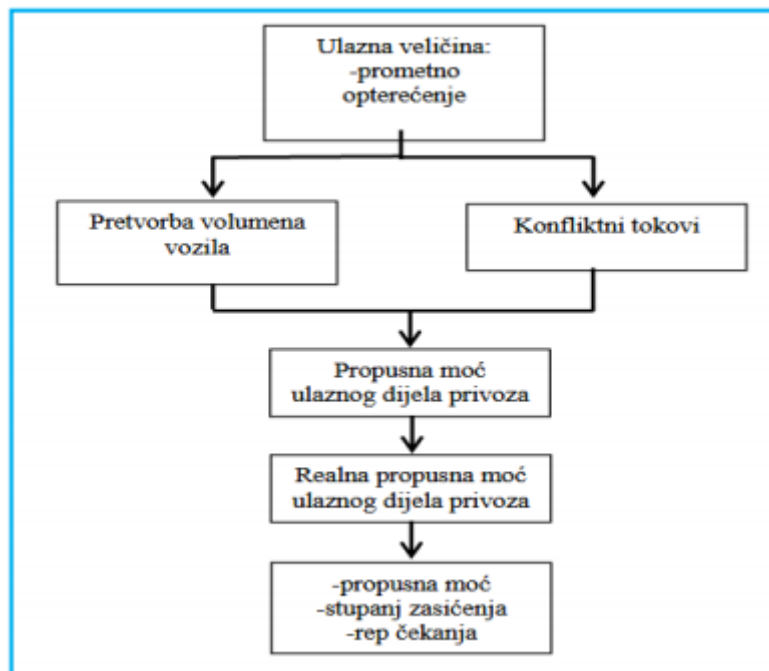 Ulazna veličina:
-prometno
opterećenje
Pretvorba volumena
vozila
Konfliktni tokovi
Propusna moć
ulaznog dijela privoza
Realna propusna moć
ulaznog dijela privoza
-propusna moć
-stupanj zasićenja
-rep čekanja